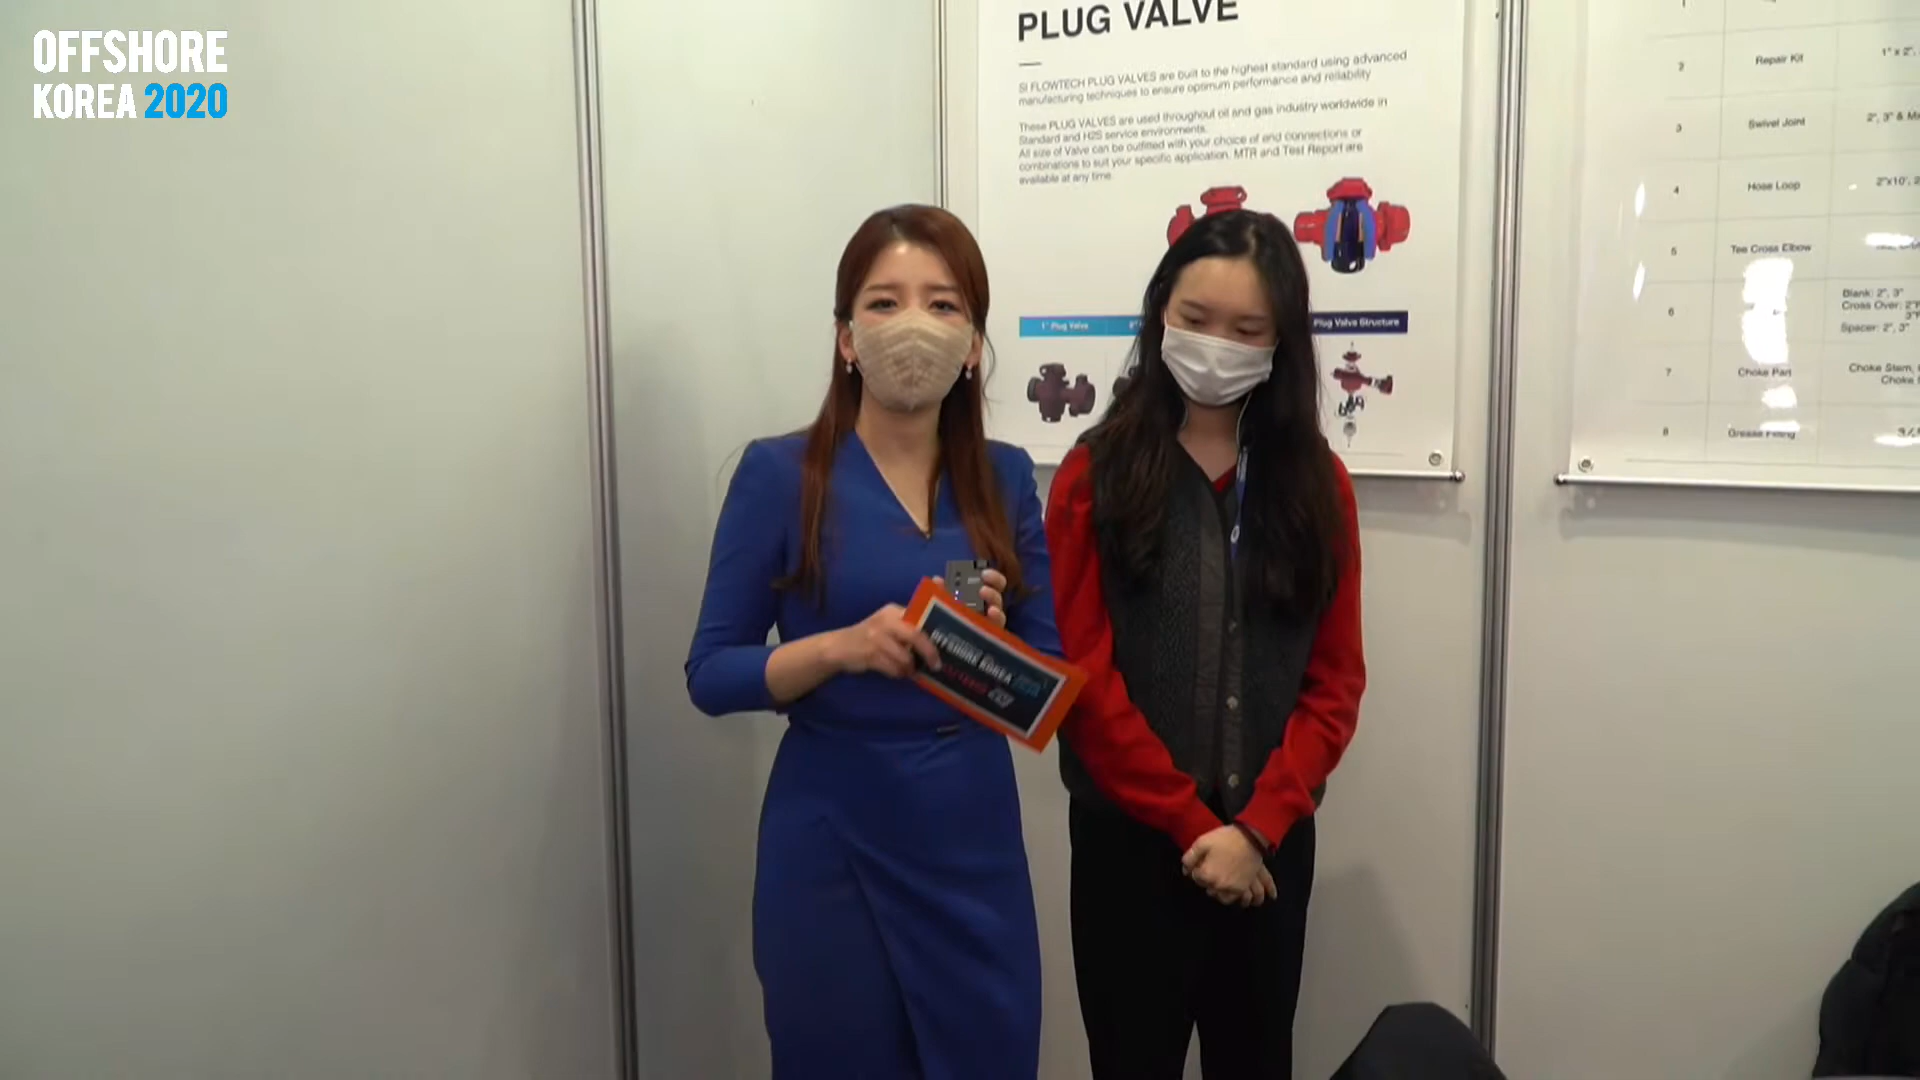 OFFSHORE
KOREA 2020
PLUG VALVE
SI FLOWTECH PLUG VALVES are built to the highest standard using advanced
manufacturing techniques to ensure optimum performance and reliability
These PLUG VALVES are used throughout oil and gas industry worldwide in
Standard and H2S service environments.
All size of Valve can be outfitted with your choice of end connections or
combinations to suit your specific application. MTR and Test Report are
available at any time.
1" Plug Valve
Plug Valve Structure
2 Repair Kit 1" x 2",
3 Swivel Joint 2", 3" &
4 Hose Loop 2"x10',
5 Tee Cross Elbow
6 Blank: 2", 3"
Cross Over:
Spacer: 2", 3"
7 Choke Part Choke Stem,
Choke
8 Grease Fitting
OFFSHORE KOREA